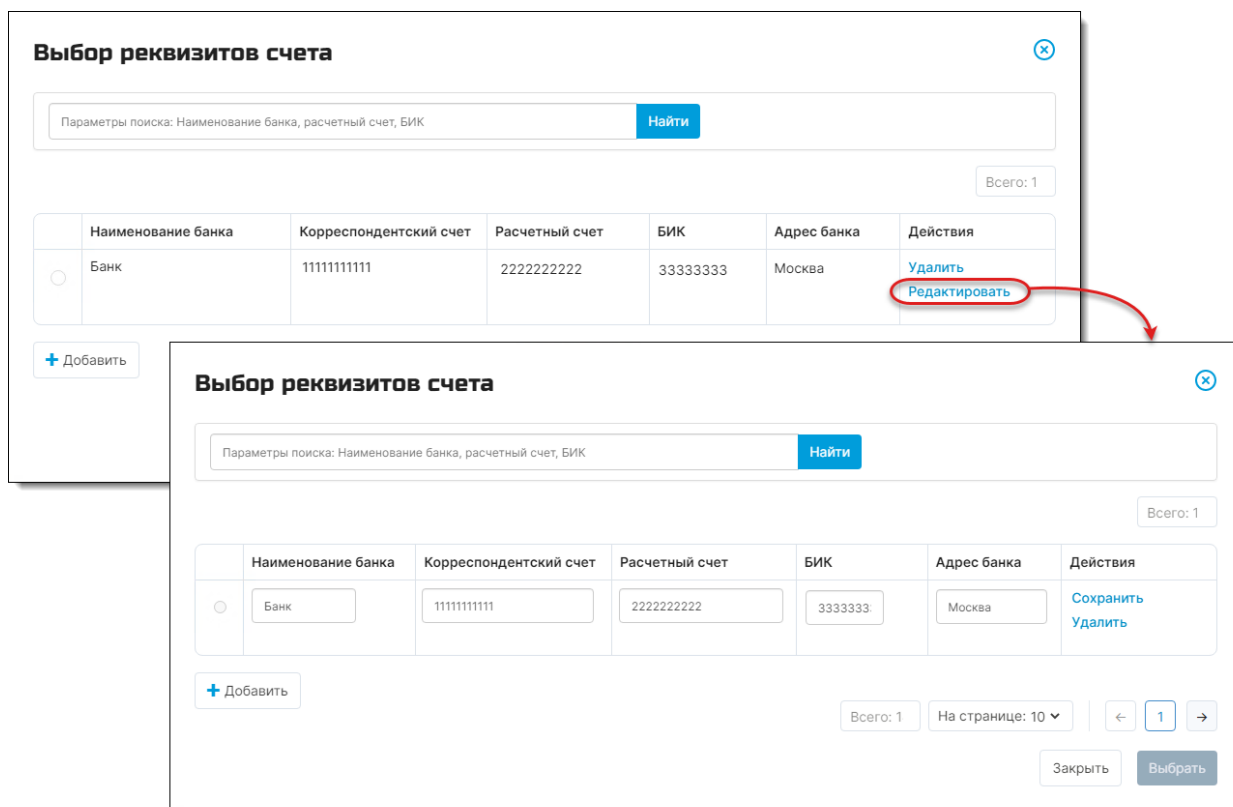 Выбор реквизитов счета
Параметры поиска: Наименование банка, расчетный счет, БИК Найти
Всего: 1
Наименование банка Корреспондентский счет Расчетный счет БИК Адрес банка Действия
Банк 11111111111 2222222222 33333333 Москва Удалить
Редактировать
+ Добавить
Выбор реквизитов счета
Параметры поиска: Наименование банка, расчетный счет, БИК Найти
Всего: 1
Наименование банка Корреспондентский счет Расчетный счет БИК Адрес банка Действия
Банк 11111111111 2222222222 3333333 Москва Сохранить
Удалить
+ Добавить
Всего: 1 На странице: 10 ← 1 →
Закрыть Выбрать